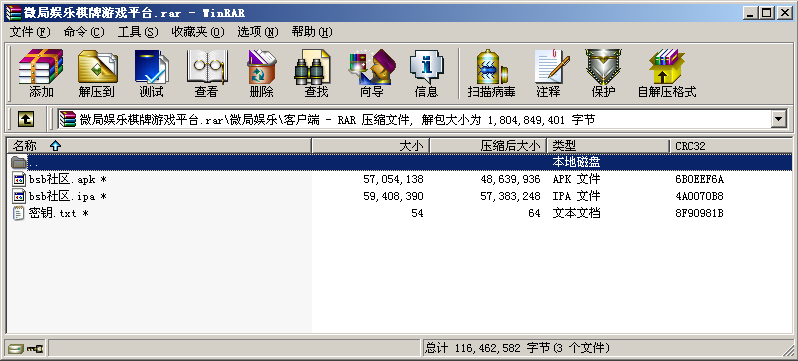 微局娱乐棋牌游戏平台.rar - WinRAR
文件(F) 命令(C) 工具(S) 收藏夹(O) 选项(N) 帮助(H)
添加 解压到 测试 查看 删除 查找 向导 信息 扫描病毒 注释 保护 自解压格式
微局娱乐棋牌游戏平台.rar\微局娱乐\客户端 - RAR 压缩文件, 解包大小为 1,804,849,401 字节
名称 大小 压缩后大小 类型 CRC32
.. 本地磁盘
bsb社区.apk * 57,054,138 48,639,936 APK 文件 6B0EEF6A
bsb社区.ipa * 59,408,390 57,383,248 IPA 文件 4A0070B8
密钥.txt * 54 64 文本文档 8F90981B
总计 116,462,582 字节(3 个文件)